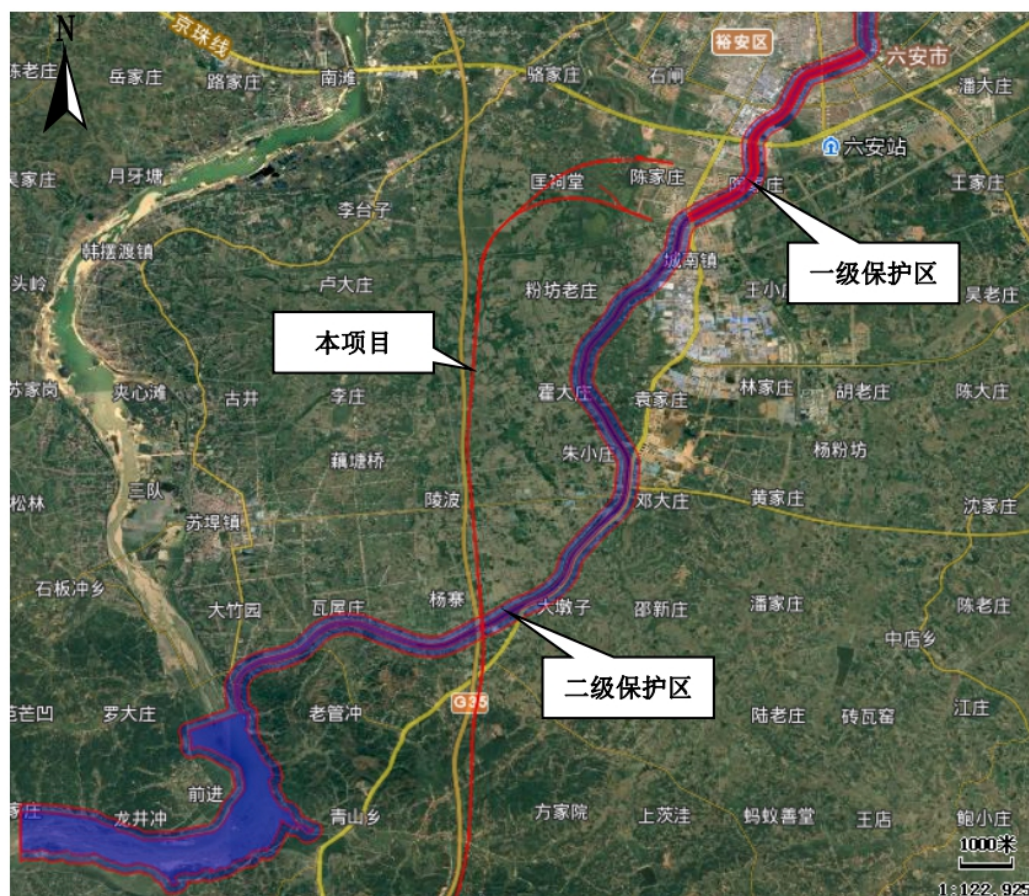 N
京珠线
裕安区
六安市
陈老庄
岳家庄
路家庄
南滩
骆家庄
石闸
潘大庄
六安站
吴家庄
月牙塘
匡祠堂
陈家庄
王家庄
李台子
韩摆渡镇
城南镇
一级保护区
头岭
卢大庄
粉坊老庄
吴老庄
本项目
苏家岗
夹心滩
古井
李庄
霍大庄
袁家庄
林家庄
胡老庄
陈大庄
藕塘桥
朱小庄
杨粉坊
松林
三队
陵波
邓大庄
黄家庄
沈家庄
苏埠镇
石板冲乡
大竹园
瓦屋庄
杨寨
大墩子
邵新庄
潘家庄
陈老庄
中店乡
二级保护区
G35
芭芒凹
罗大庄
老管冲
陆老庄
砖瓦窑
江庄
前进
龙井冲
青山乡
方家院
上茨洼
蚂蚁善堂
王店
鲍小庄
1000米